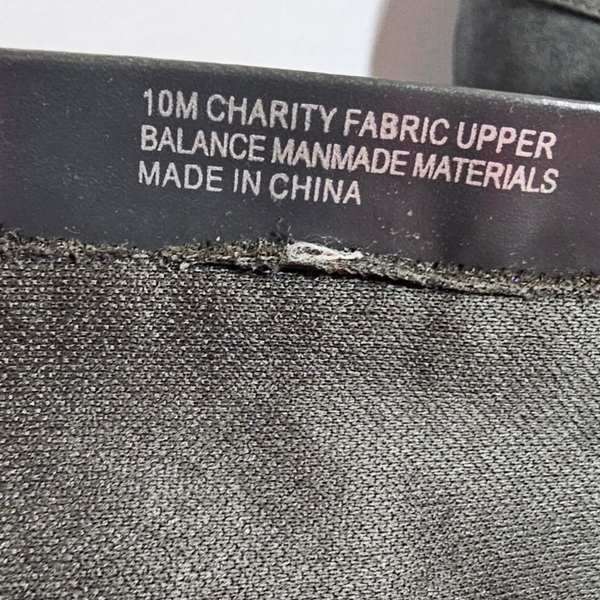 10M CHARITY FABRIC UPPER
BALANCE MANMADE MATERIALS
MADE IN CHINA